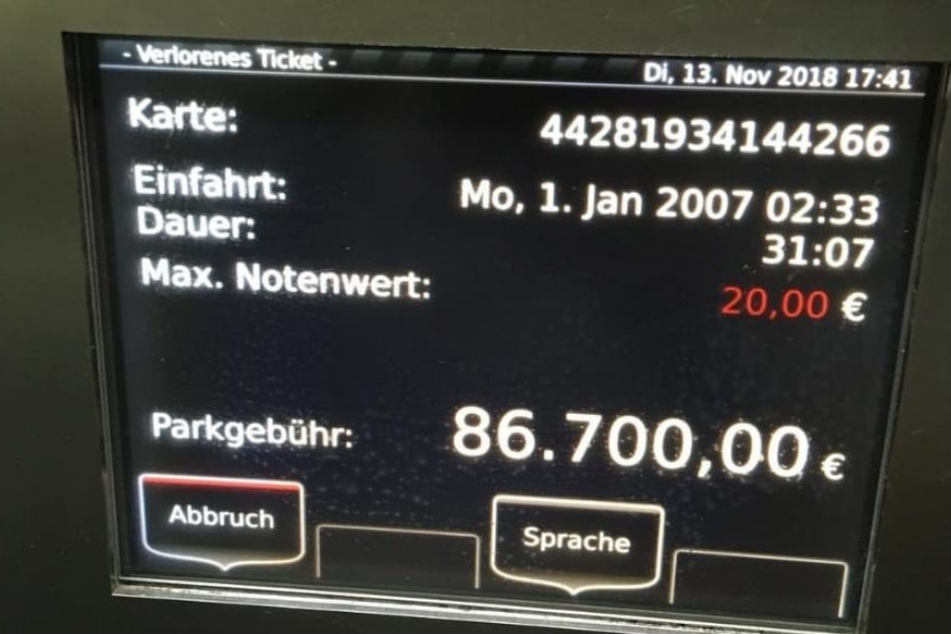 - Verlorenes Ticket -
Di, 13. Nov 2018 17:41
Karte: 44281934144266
Einfahrt: Mo, 1. Jan 2007 02:33
Dauer: 31:07
Max. Notenwert: 20,00 €
Parkgebühr: 86.700,00 €
Abbruch
Sprache